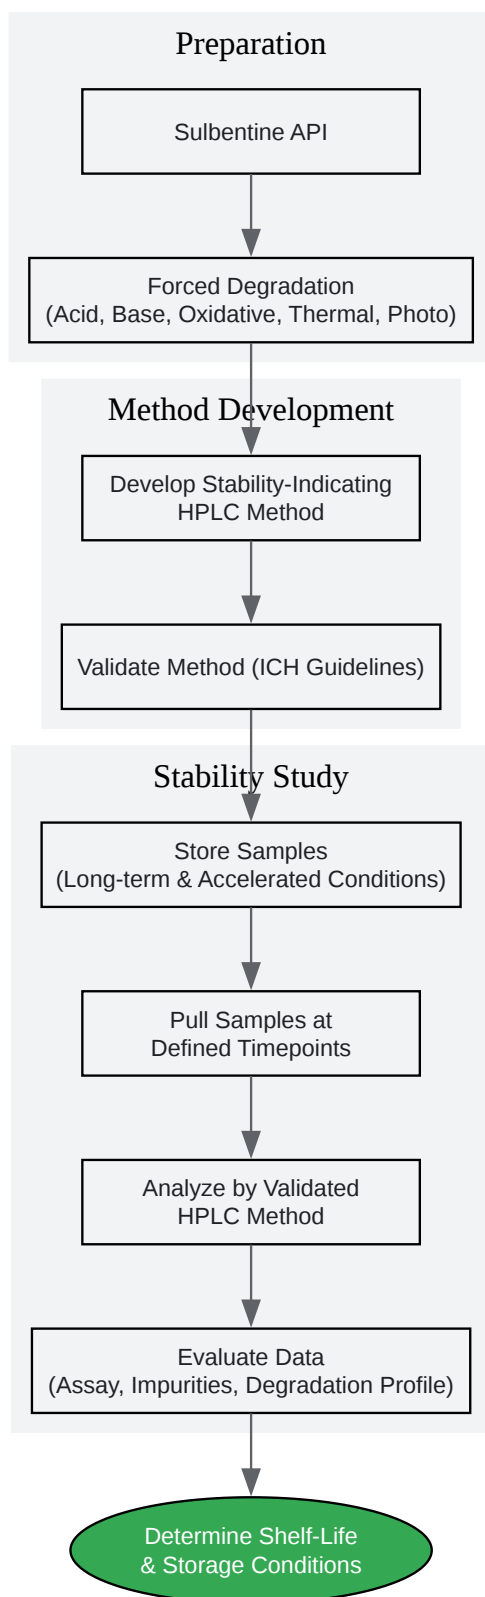 Preparation
Sulbentine API
Forced Degradation
(Acid, Base, Oxidative, Thermal, Photo)
Method Development
Develop Stability-Indicating
HPLC Method
Validate Method (ICH Guidelines)
Stability Study
Store Samples
(Long-term & Accelerated Conditions)
Pull Samples at
Defined Timepoints
Analyze by Validated
HPLC Method
Evaluate Data
(Assay, Impurities, Degradation Profile)
Determine Shelf-Life
& Storage Conditions